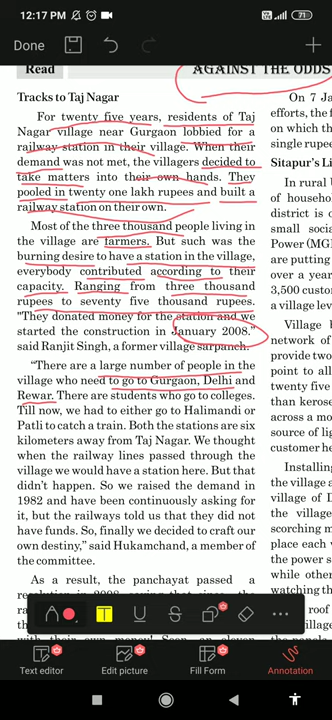 12:17 PM
71
Done
Read
AGAINST THE ODDS
Tracks to Taj Nagar
For twenty five years, residents of Taj
Nagar village near Gurgaon lobbied for a
railway station in their village. When their
demand was not met, the villagers decided to
take matters into their own hands. They
pooled in twenty one lakh rupees and built a
railway station on their own.
Most of the three thousand people living in
the village are farmers. But such was the
burning desire to have a station in the village,
everybody contributed according to their
capacity. Ranging from three thousand
rupees to seventy five thousand rupees.
"They donated money for the station and we
started the construction in January 2008."
said Ranjit Singh, a former village sarpanch.
"There are a large number of people in the
village who need to go to Gurgaon, Delhi and
Rewar. There are students who go to colleges.
Till now, we had to either go to Halimandi or
Patli to catch a train. Both the stations are six
kilometers away from Taj Nagar. We thought
when the railway lines passed through the
village we would have a station here. But that
didn't happen. So we raised the demand in
1982 and have been continuously asking for
it, but the railways told us that they did not
have funds. So, finally we decided to craft our
own destiny," said Hukamchand, a member of
the committee.
As a result, the panchayat passed a
On 7 Ja
efforts, the f
on which th
single rupee
Sitapur's Li
In rural
of household
district is o
small socia
Power (MG
are putting
over a year
3,500 custom
a village lev
Village l
network of
provide two
point to all
twenty five
than kerose
across a mo
source of lig
customer he
Installing
the village a
village of D
the village
scorching m
place each
the power s
while other
watching th
roof
Text editor
Edit picture
Fill Form
Annotation